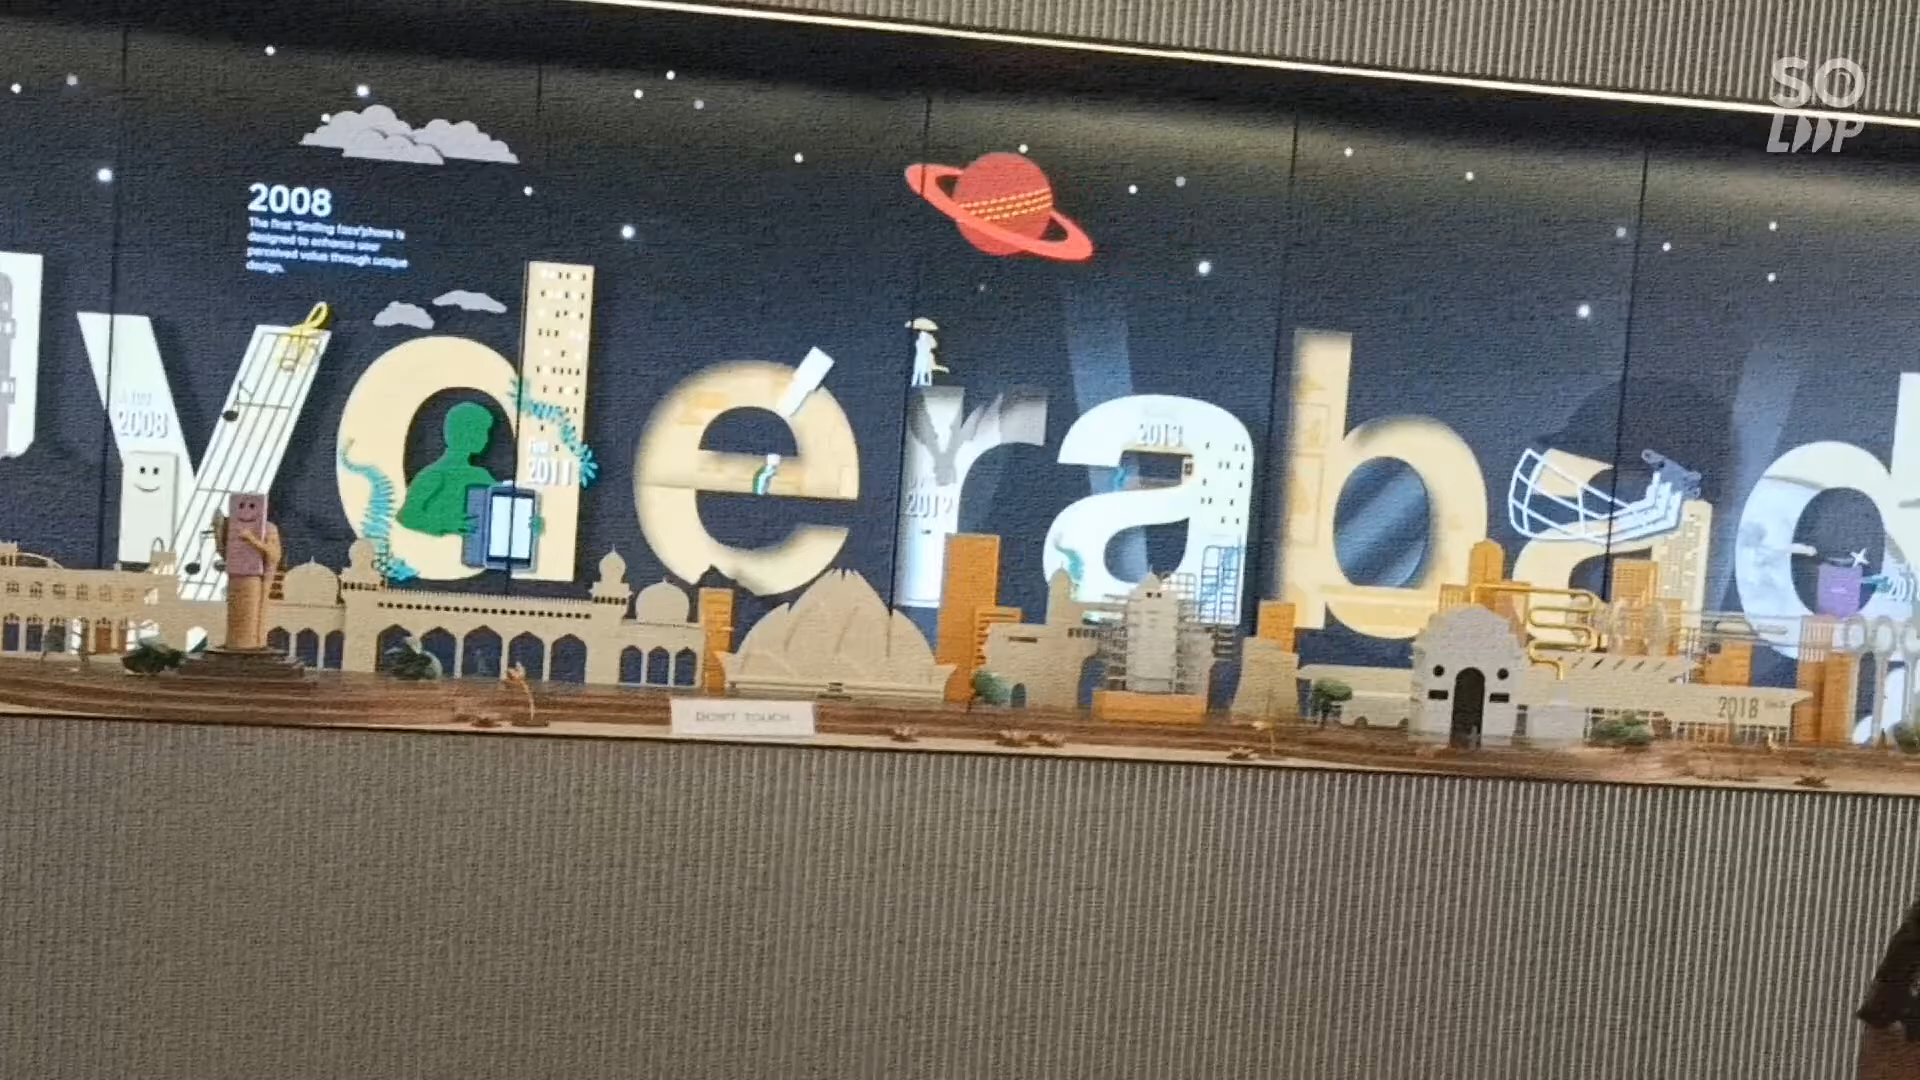 SO
LOOP
2008
The first 'Smiling face' phone is
designed to enhance user
perceived value through unique
design.
yderabad
2008
2011
2012
2013
DON'T TOUCH
2018